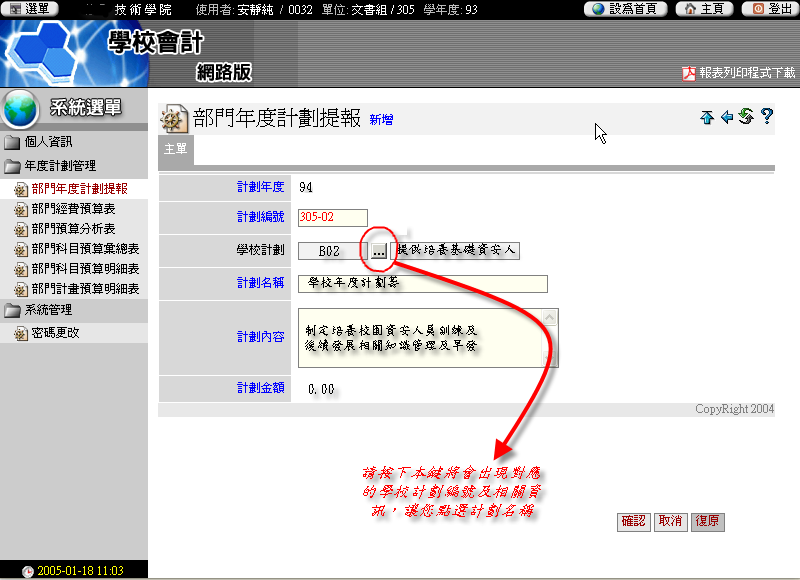 選單 技術學院 使用者: 安靜純 / 0032 單位: 文書組 / 305 學年度: 93 設為首頁 主頁 登出
學校會計
網路版
報表列印程式下載
系統選單
個人資訊
年度計劃管理
部門年度計劃提報
部門經費預算表
部門預算分析表
部門科目預算彙總表
部門科目預算明細表
部門計畫預算明細表
系統管理
密碼更改
部門年度計劃提報 新增
主單
計劃年度 94
計劃編號 305-02
學校計劃 B02 ... 提供培養基礎資安人
計劃名稱 學校年度計劃慕
計劃內容 制定培養校園資安人員訓練及
後續發展相關知識管理及早發
計劃金額 0.00
CopyRight 2004
請按下本鍵將會出現對應
的學校計劃編號及相關資
訊，讓您點選計劃名稱
確認 取消 復原
2005-01-18 11:03